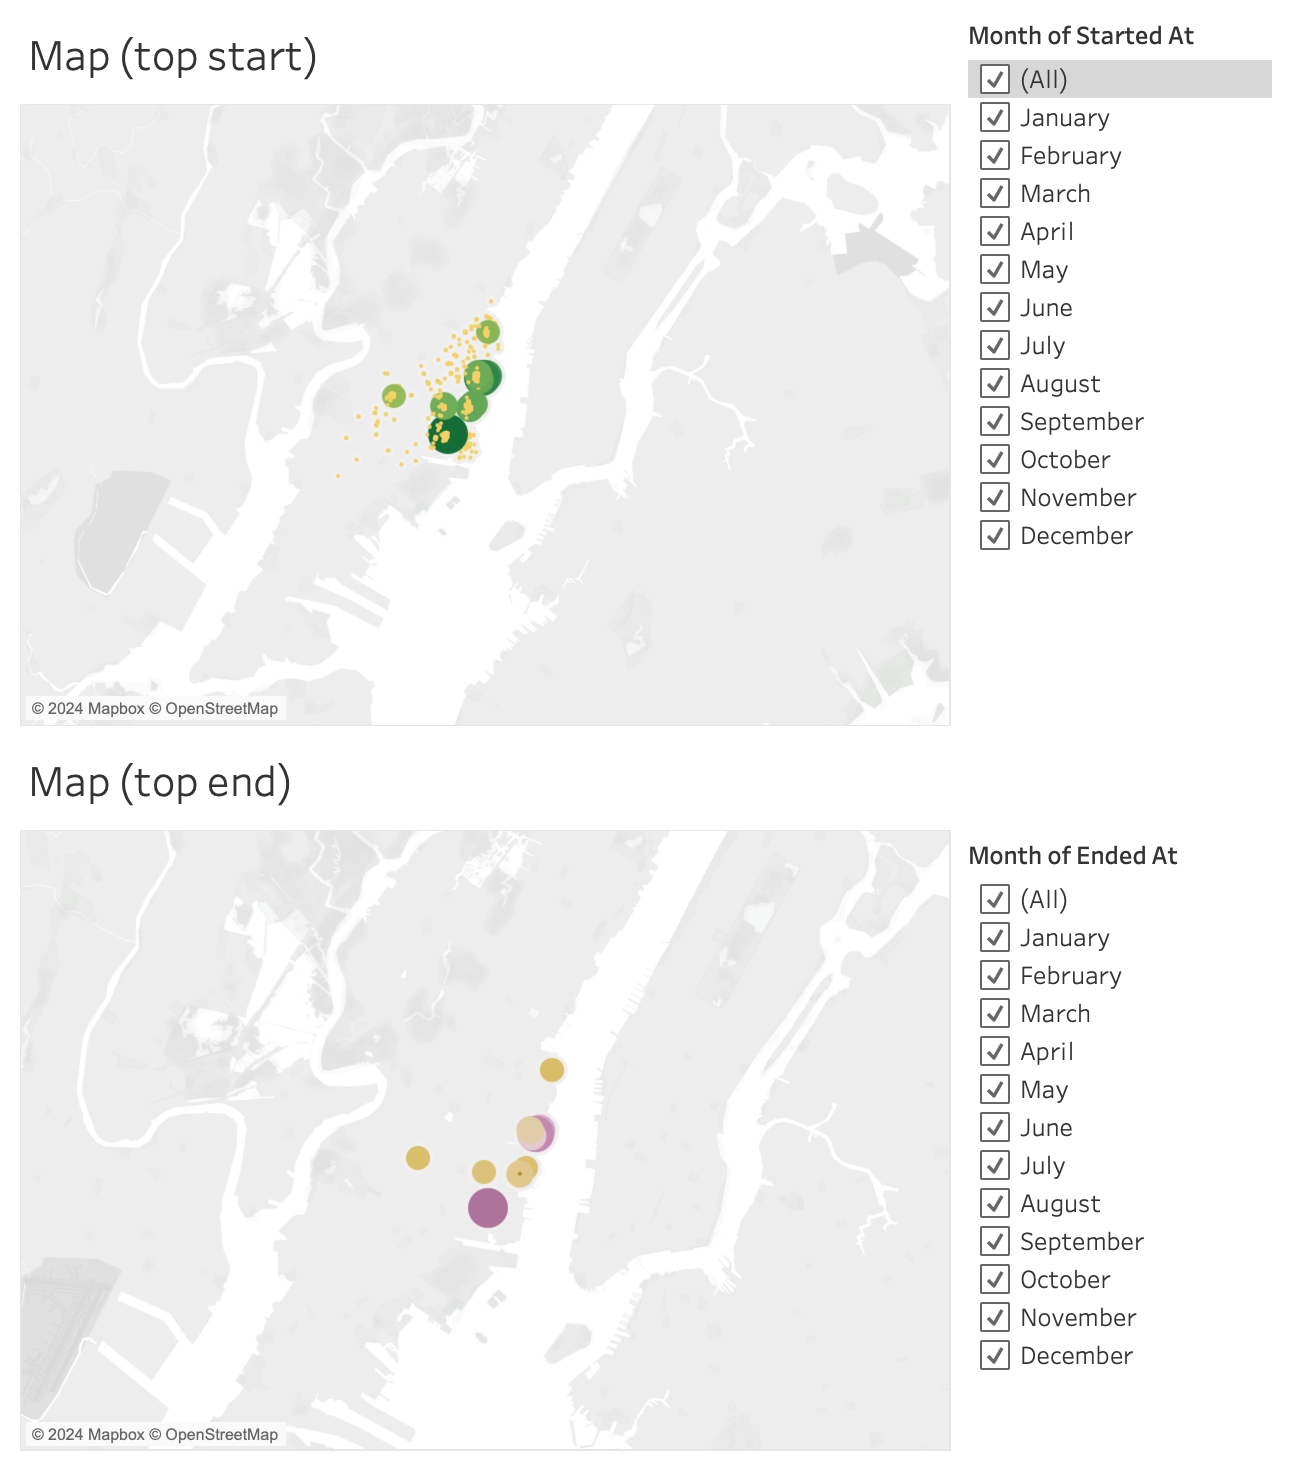 Map (top start)
Month of Started At
(All)
January
February
March
April
May
June
July
August
September
October
November
December
© 2024 Mapbox © OpenStreetMap
Map (top end)
Month of Ended At
(All)
January
February
March
April
May
June
July
August
September
October
November
December
© 2024 Mapbox © OpenStreetMap